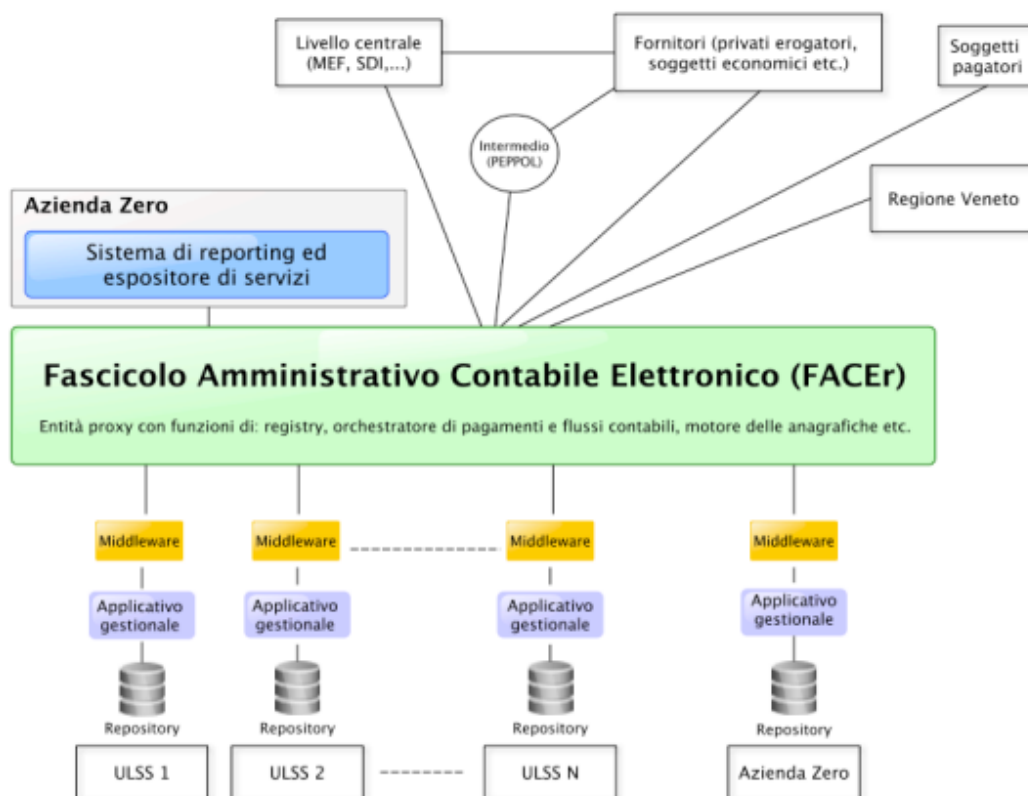 Livello centrale
(MEF, SDI,...)
Fornitori (privati erogatori,
soggetti economici etc.)
Soggetti
pagatori
Intermedio
(PEPPOL)
Regione Veneto
Azienda Zero
Sistema di reporting ed
espositore di servizi
Fascicolo Amministrativo Contabile Elettronico (FACEr)
Entità proxy con funzioni di: registry, orchestratore di pagamenti e flussi contabili, motore delle anagrafiche etc.
Middleware
Middleware
Middleware
Middleware
Applicativo
gestionale
Applicativo
gestionale
Applicativo
gestionale
Applicativo
gestionale
Repository
Repository
Repository
Repository
ULSS 1
ULSS 2
ULSS N
Azienda Zero